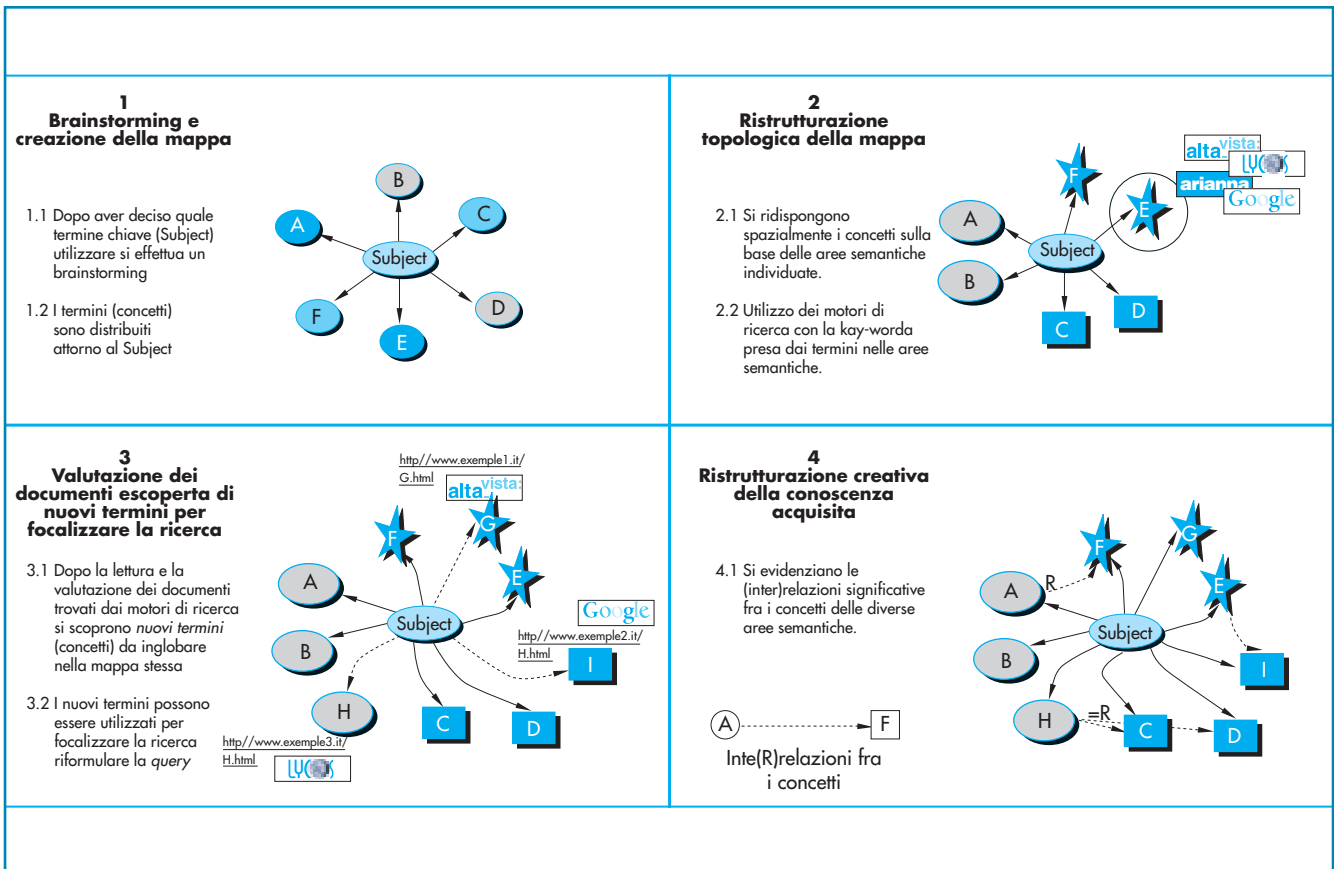 1
Brainstorming e
creazione della mappa
1.1 Dopo aver deciso quale
termine chiave (Subject)
utilizzare si effettua un
brainstorming
1.2 I termini (concetti)
sono distribuiti
attorno al Subject
B
A
C
Subject
F
D
E
2
Ristrutturazione
topologica della mappa
2.1 Si ridispongono
spazialmente i concetti sulla
base delle aree semantiche
individuate.
2.2 Utilizzo dei motori di
ricerca con la kay-worda
presa dai termini nelle aree
semantiche.
alta vista:
LYCOS
arianna
Google
F
E
A
Subject
B
C
D
3
Valutazione dei
documenti escoperta di
nuovi termini per
focalizzare la ricerca
3.1 Dopo la lettura e la
valutazione dei documenti
trovati dai motori di ricerca
si scoprono nuovi termini
(concetti) da inglobare
nella mappa stessa
3.2 I nuovi termini possono
essere utilizzati per
focalizzare la ricerca
riformulare la query
http//www.exemple1.it/
G.html
alta vista:
F
G
E
A
Subject
Google
http//www.exemple2.it/
H.html
B
I
H
C
D
http//www.exemple3.it/
H.html
LYCOS
4
Ristrutturazione creativa
della conoscenza
acquisita
4.1 Si evidenziano le
(inter)relazioni significative
fra i concetti delle diverse
aree semantiche.
A
F
Inte(R)relazioni fra
i concetti
F
G
E
A
R
Subject
B
I
H
=R
C
D